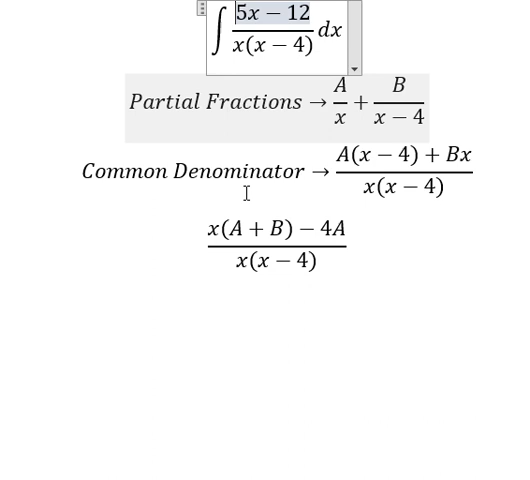 ∫ (5x − 12)/(x(x − 4)) dx
Partial Fractions → A/x + B/(x − 4)
Common Denominator → (A(x − 4) + Bx)/(x(x − 4))
(x(A + B) − 4A)/(x(x − 4))